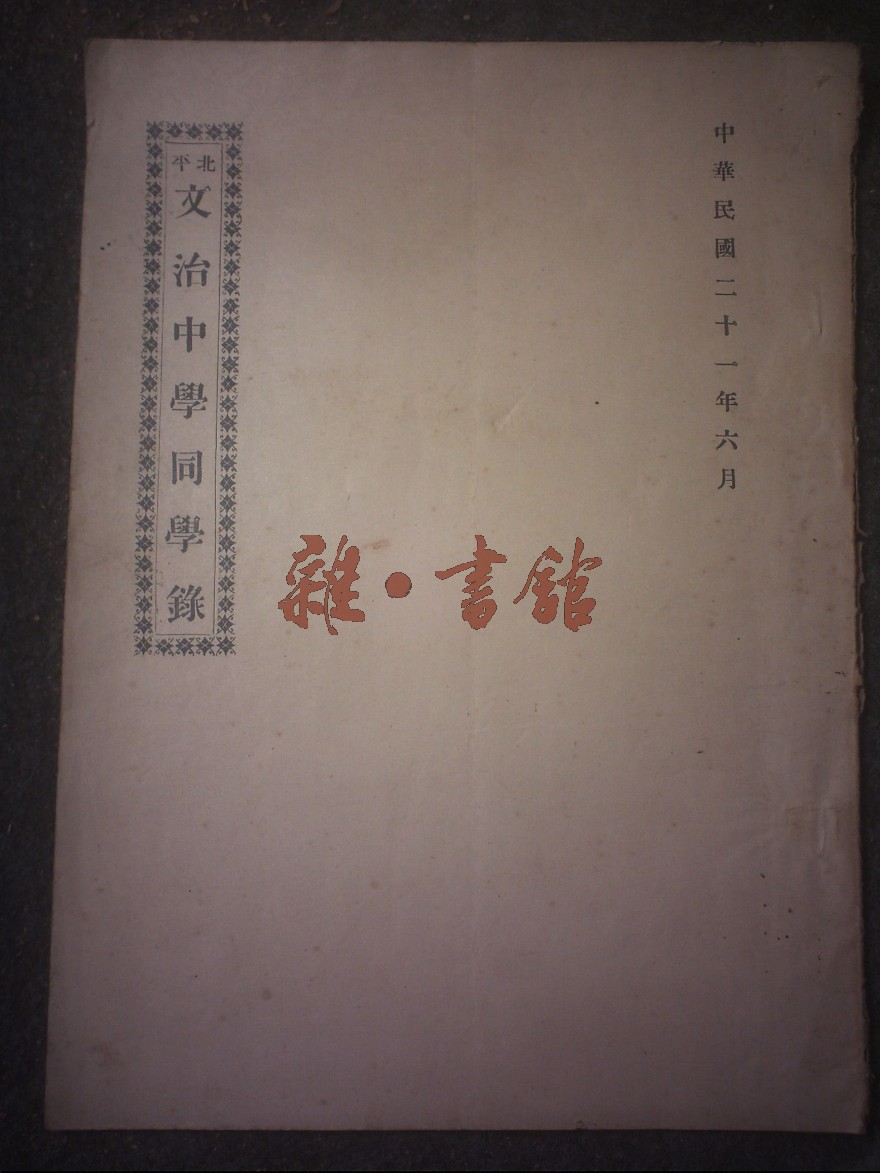 中華民國二十一年六月
北平
文治中學同學錄
雜·書館